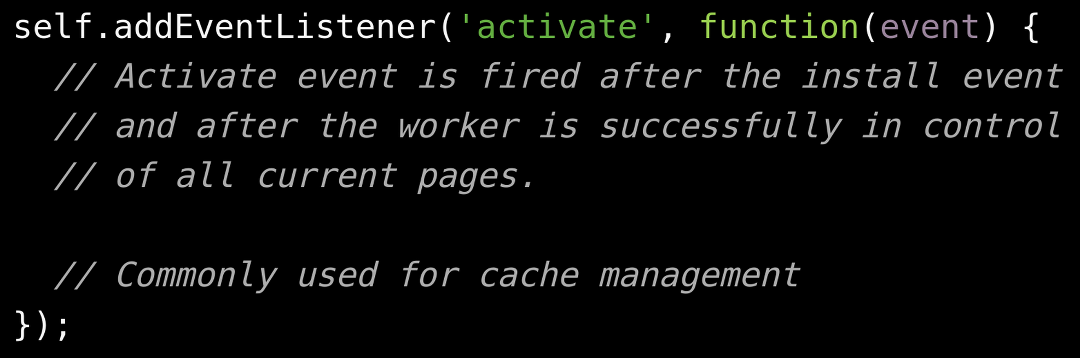 self.addEventListener('activate', function(event) {
  // Activate event is fired after the install event
  // and after the worker is successfully in control
  // of all current pages.

  // Commonly used for cache management
});